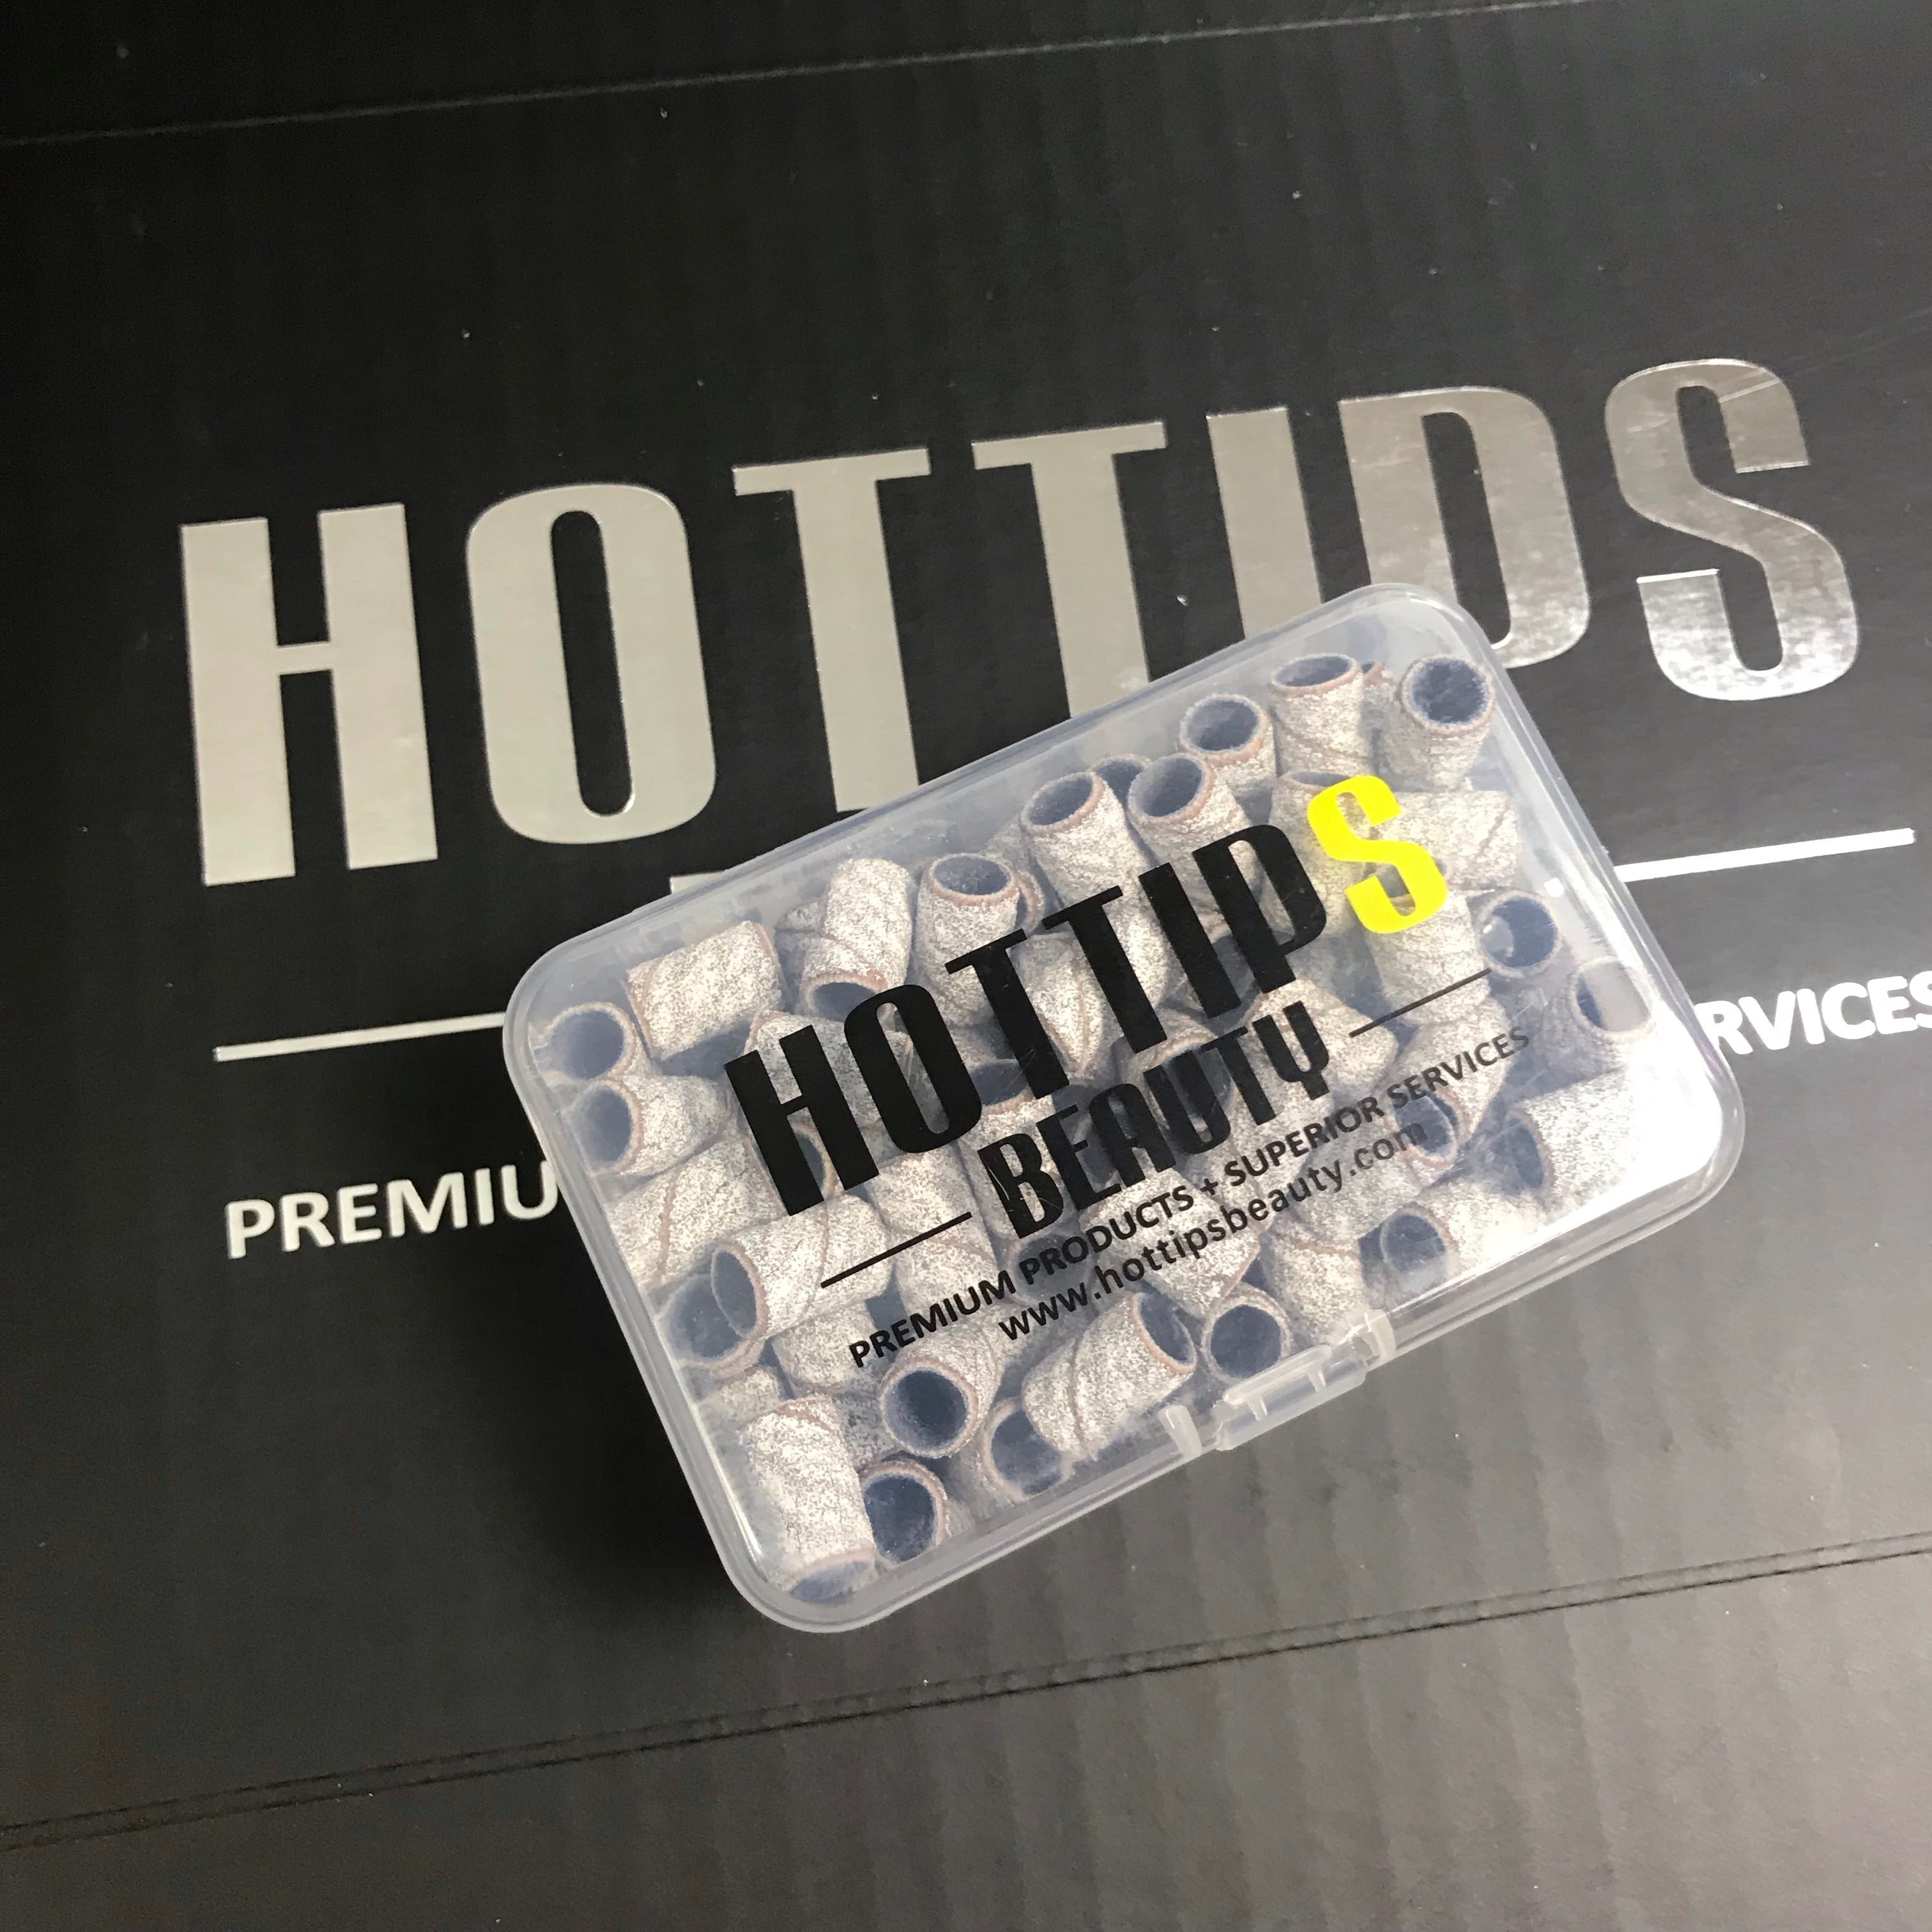 HOTTIPS
PREMIU
RVICES
HOTTIPS
BEAUTY
PREMIUM PRODUCTS + SUPERIOR SERVICES
www.hottipsbeauty.com